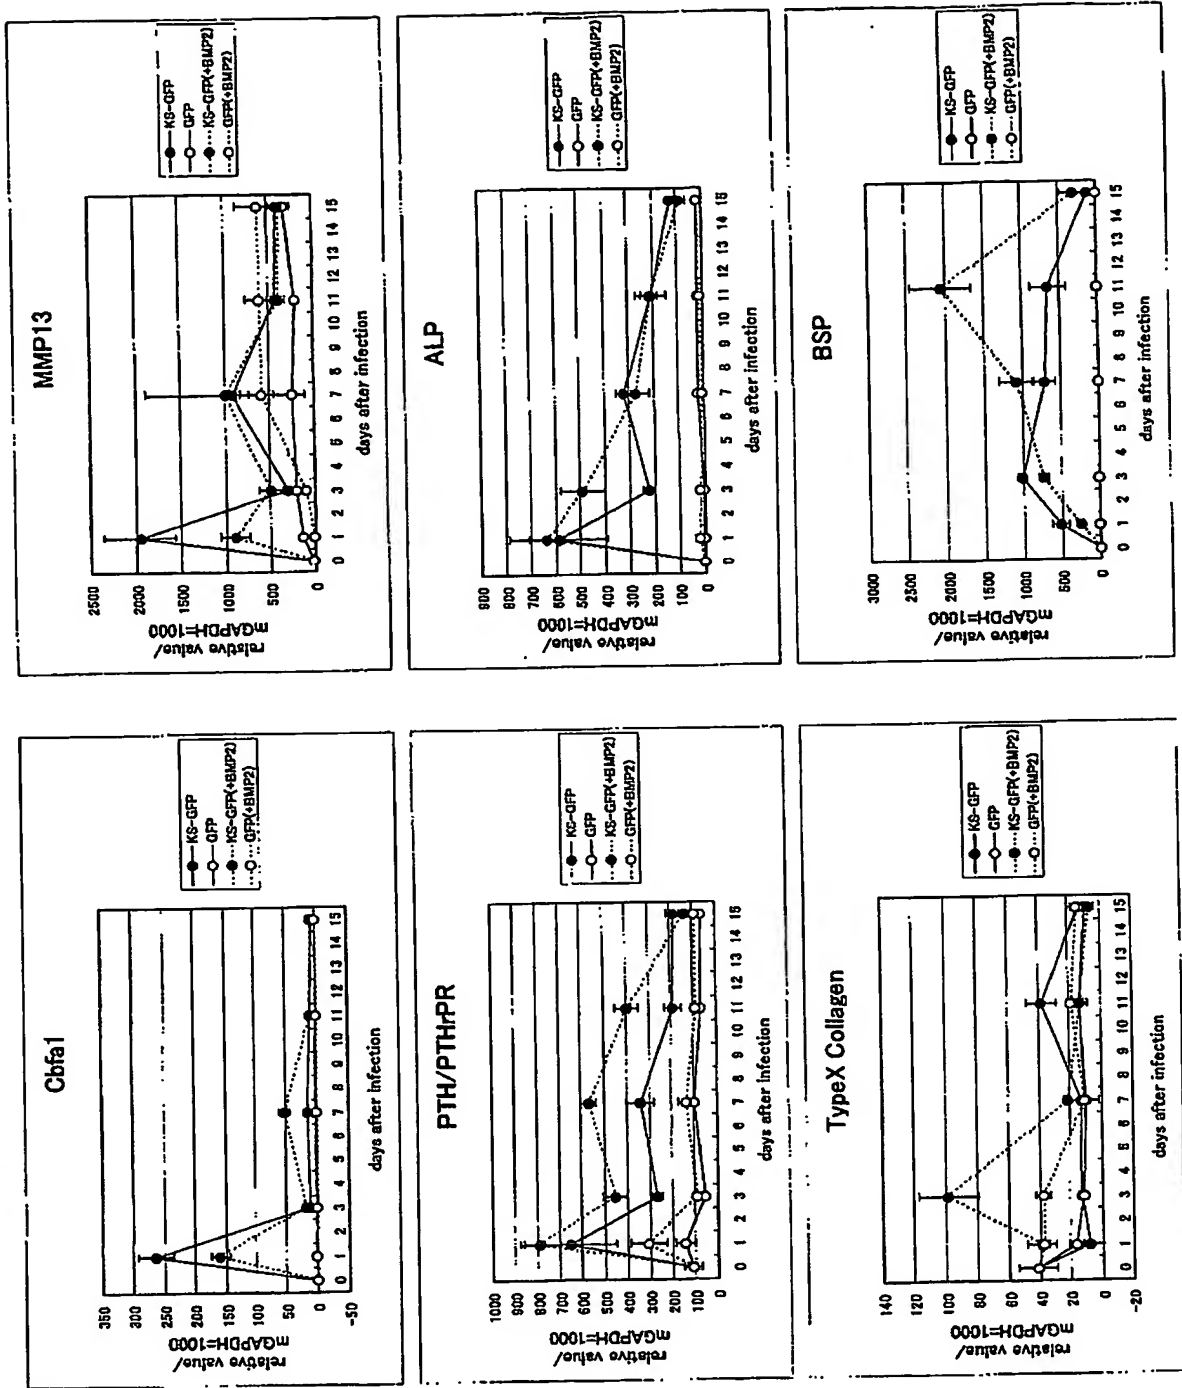 Cbfa1
relative value/
mGAPDH=1000
350
300
250
200
150
100
50
0
-50
0 1 2 3 4 5 6 7 8 9 10 11 12 13 14 15
days after infection
KS-GFP
GFP
KS-GFP(+BMP2)
GFP(+BMP2)
MMP13
relative value/
mGAPDH=1000
2500
2000
1500
1000
500
0
0 1 2 3 4 5 6 7 8 9 10 11 12 13 14 15
days after infection
KS-GFP
GFP
KS-GFP(+BMP2)
GFP(+BMP2)
PTH/PTHrPR
relative value/
mGAPDH=1000
1000
900
800
700
600
500
400
300
200
100
0
0 1 2 3 4 5 6 7 8 9 10 11 12 13 14 15
days after infection
KS-GFP
GFP
KS-GFP(+BMP2)
GFP(+BMP2)
ALP
relative value/
mGAPDH=1000
900
800
700
600
500
400
300
200
100
0
0 1 2 3 4 5 6 7 8 9 10 11 12 13 14 15
days after infection
KS-GFP
GFP
KS-GFP(+BMP2)
GFP(+BMP2)
TypeX Collagen
relative value/
mGAPDH=1000
140
120
100
80
60
40
20
0
-20
0 1 2 3 4 5 6 7 8 9 10 11 12 13 14 15
days after infection
KS-GFP
GFP
KS-GFP(+BMP2)
GFP(+BMP2)
BSP
relative value/
mGAPDH=1000
3000
2500
2000
1500
1000
500
0
0 1 2 3 4 5 6 7 8 9 10 11 12 13 14 15
days after infection
KS-GFP
GFP
KS-GFP(+BMP2)
GFP(+BMP2)